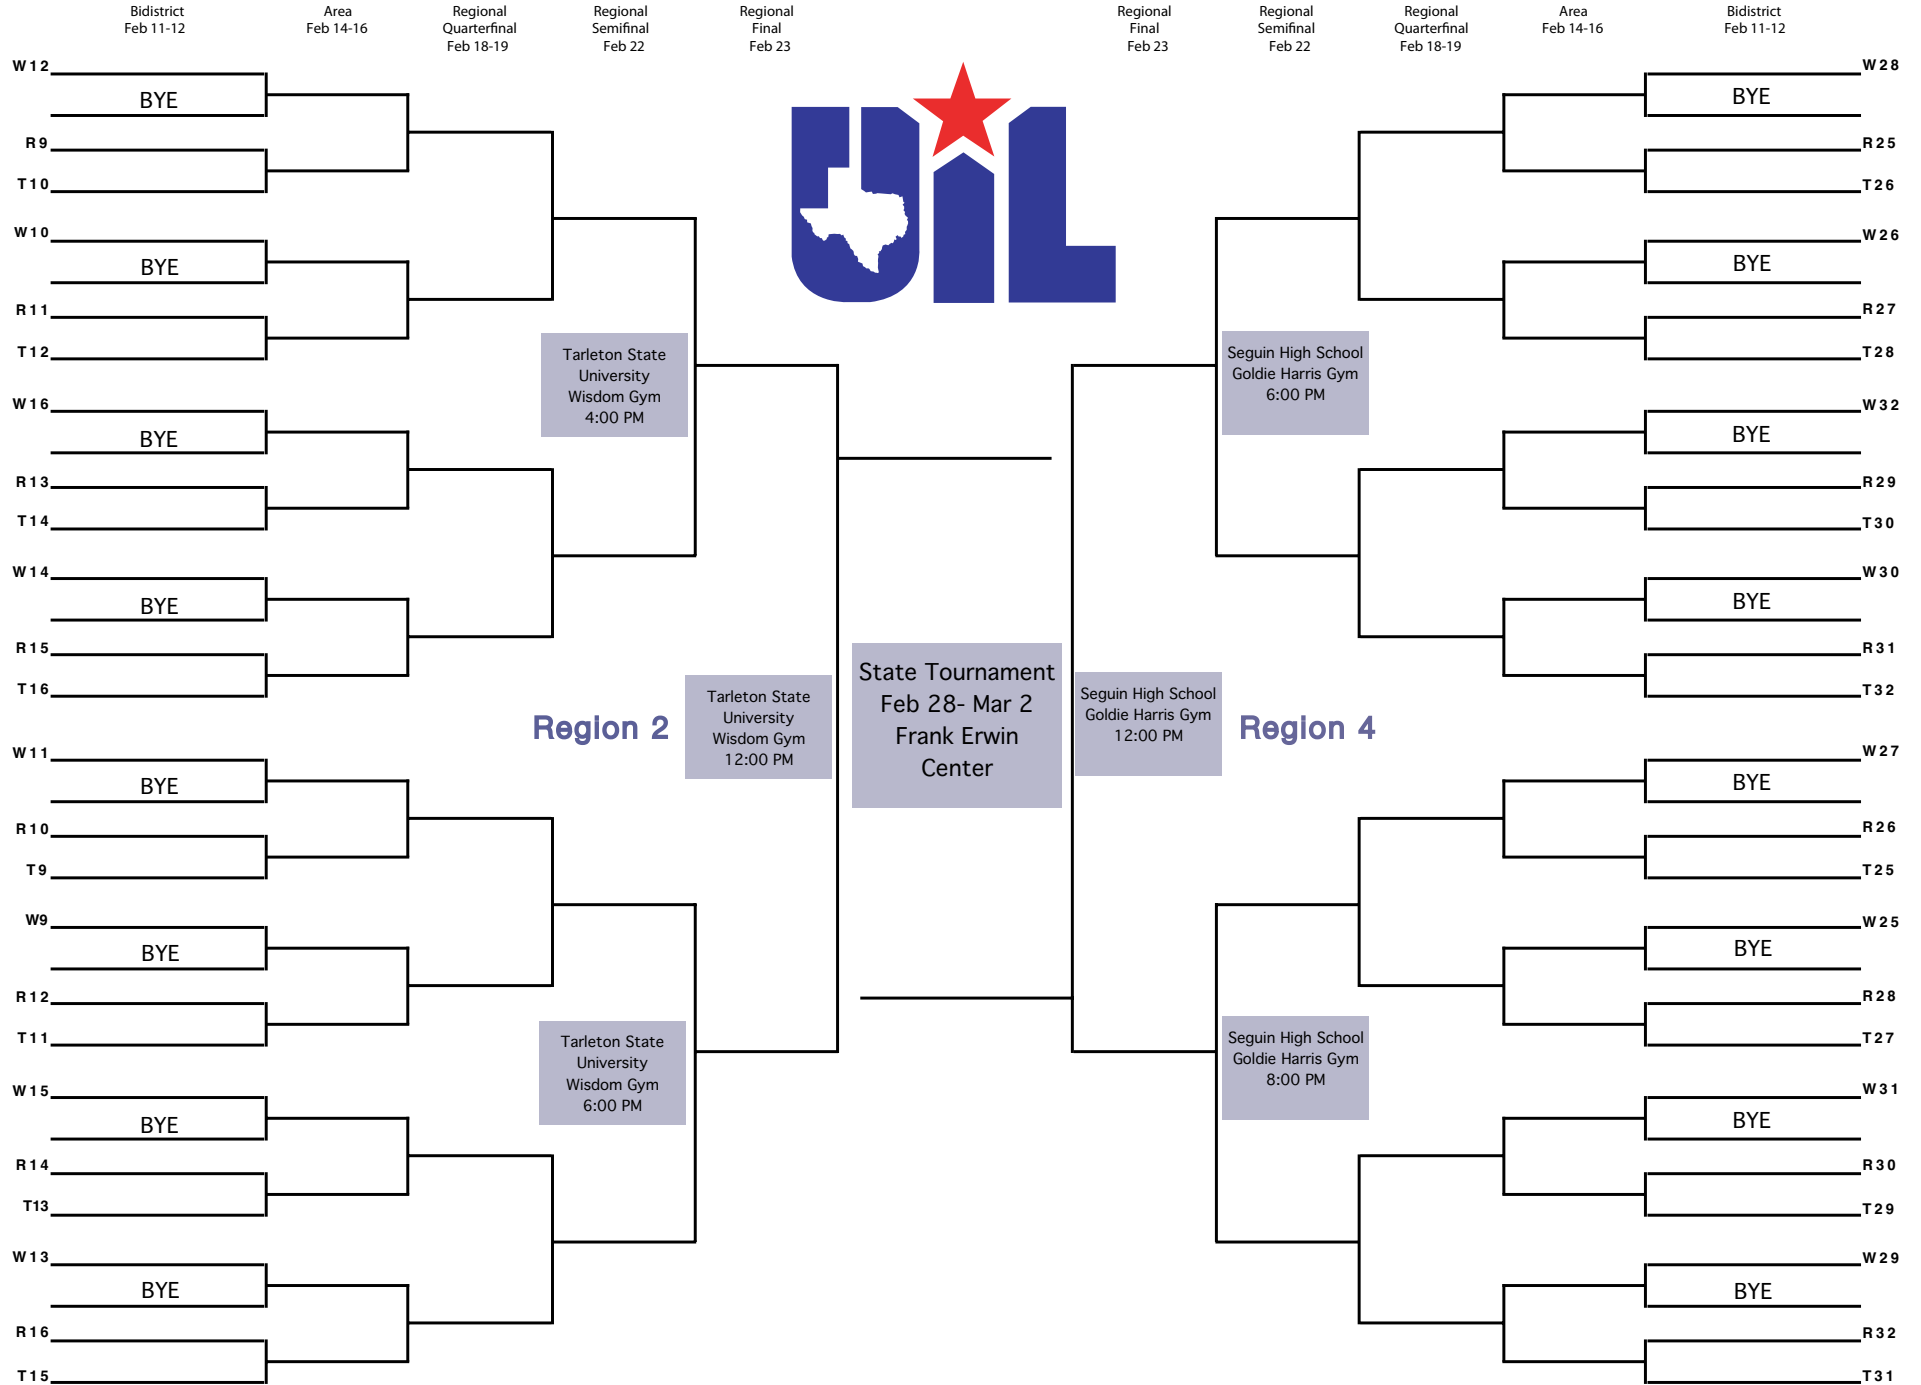 Bidistrict
Feb 11-12
Area
Feb 14-16
Regional
Quarterfinal
Feb 18-19
Regional
Semifinal
Feb 22
Regional
Final
Feb 23
Regional
Final
Feb 23
Regional
Semifinal
Feb 22
Regional
Quarterfinal
Feb 18-19
Area
Feb 14-16
Bidistrict
Feb 11-12
UiL
W12
BYE
R9
T10
W10
BYE
R11
T12
W16
BYE
R13
T14
W14
BYE
R15
T16
W11
BYE
R10
T9
W9
BYE
R12
T11
W15
BYE
R14
T13
W13
BYE
R16
T15
Tarleton State
University
Wisdom Gym
4:00 PM
Region 2
Tarleton State
University
Wisdom Gym
12:00 PM
Tarleton State
University
Wisdom Gym
6:00 PM
State Tournament
Feb 28- Mar 2
Frank Erwin
Center
Seguin High School
Goldie Harris Gym
6:00 PM
Seguin High School
Goldie Harris Gym
12:00 PM
Region 4
Seguin High School
Goldie Harris Gym
8:00 PM
W28
BYE
R25
T26
W26
BYE
R27
T28
W32
BYE
R29
T30
W30
BYE
R31
T32
W27
BYE
R26
T25
W25
BYE
R28
T27
W31
BYE
R30
T29
W29
BYE
R32
T31